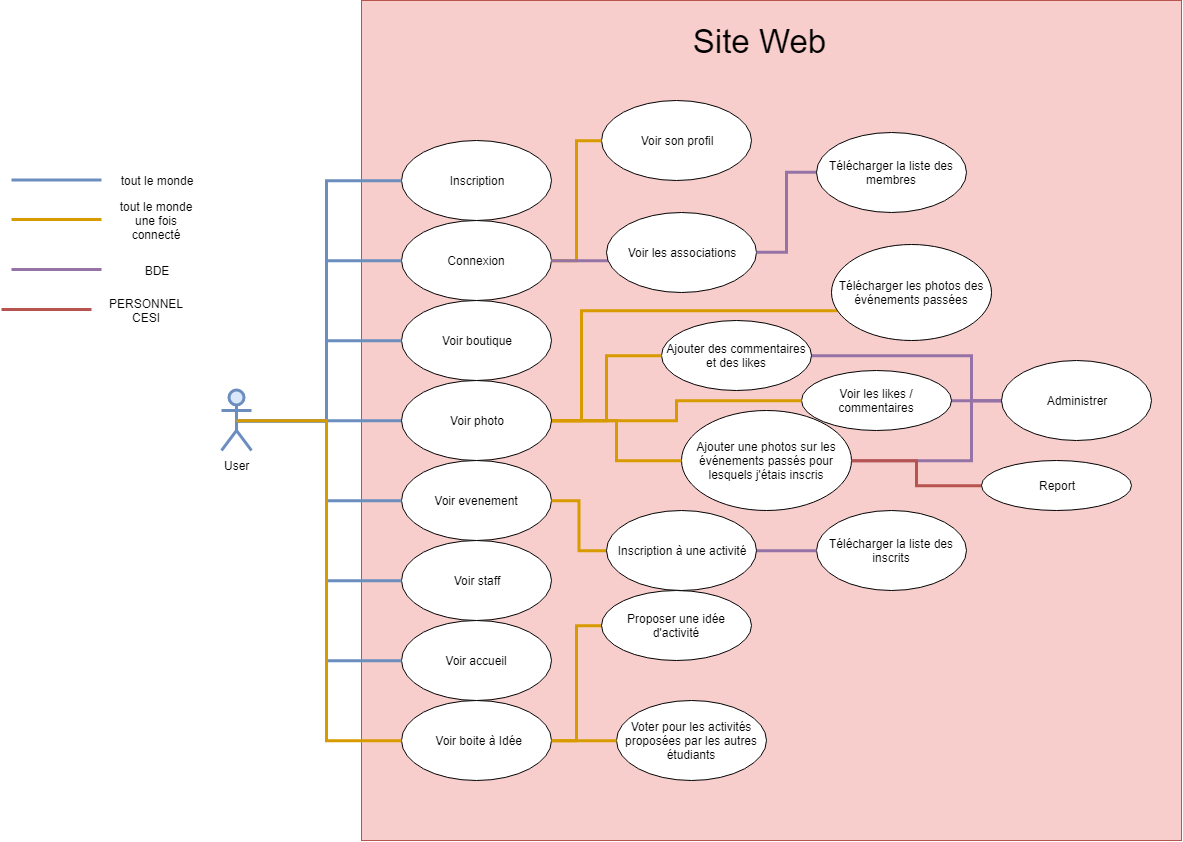 Site Web
tout le monde
tout le monde
une fois
connecté
BDE
PERSONNEL
CESI
User
Inscription
Connexion
Voir boutique
Voir photo
Voir evenement
Voir staff
Voir accueil
Voir boite à Idée
Voir son profil
Voir les associations
Télécharger la liste des
membres
Télécharger les photos des
événements passées
Ajouter des commentaires
et des likes
Voir les likes /
commentaires
Administrer
Ajouter une photos sur les
événements passés pour
lesquels j'étais inscris
Report
Inscription à une activité
Télécharger la liste des
inscrits
Proposer une idée
d'activité
Voter pour les activités
proposées par les autres
étudiants